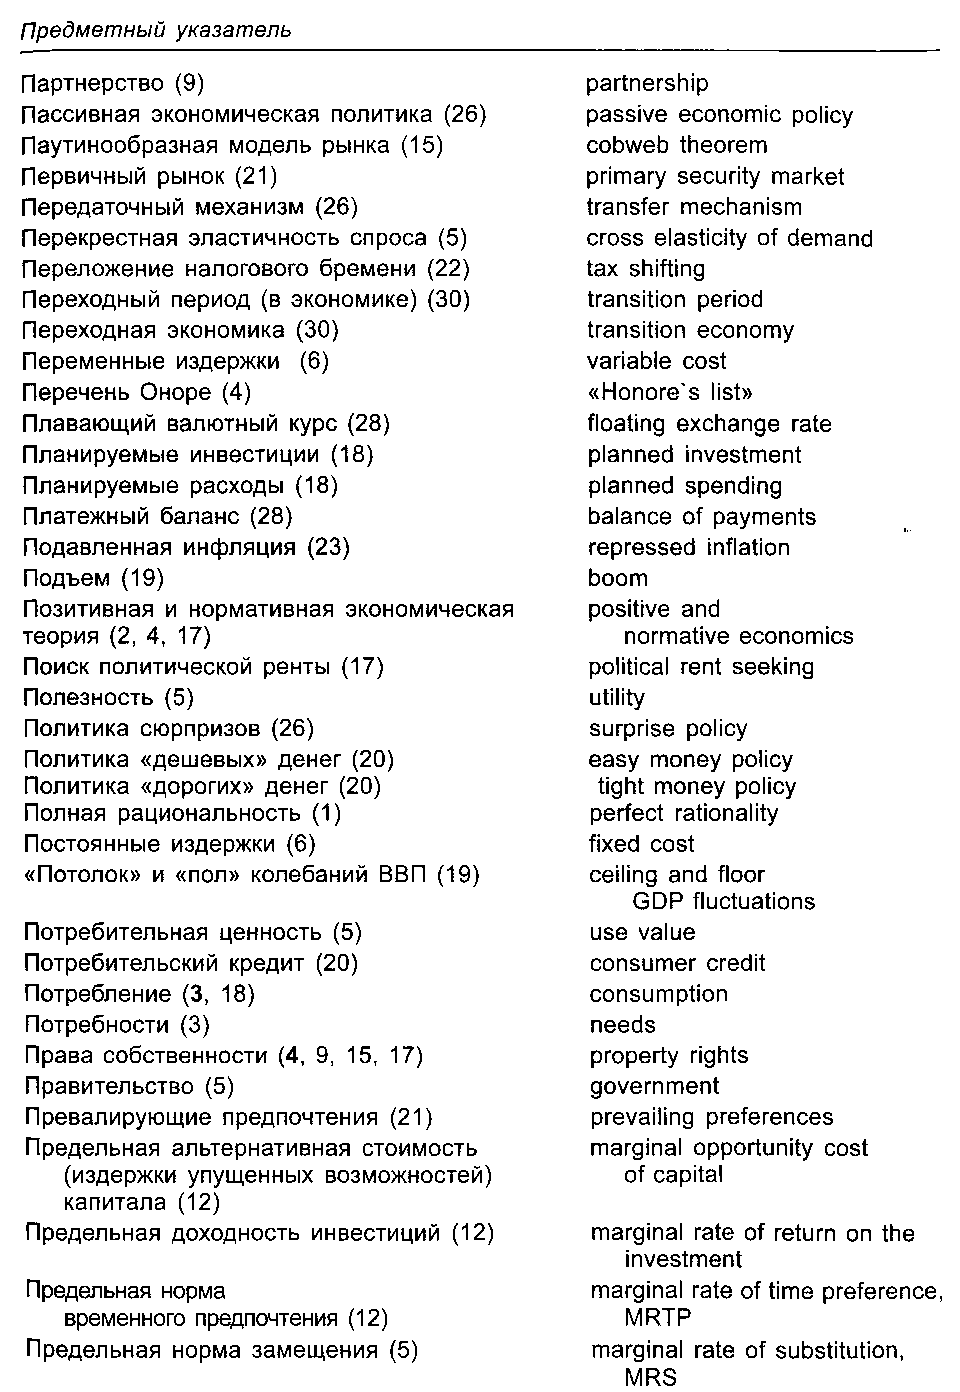 Предметный указатель
Партнерство (9) partnership
Пассивная экономическая политика (26) passive economic policy
Паутинообразная модель рынка (15) cobweb theorem
Первичный рынок (21) primary security market
Передаточный механизм (26) transfer mechanism
Перекрестная эластичность спроса (5) cross elasticity of demand
Переложение налогового бремени (22) tax shifting
Переходный период (в экономике) (30) transition period
Переходная экономика (30) transition economy
Переменные издержки (6) variable cost
Перечень Оноре (4) «Honore`s list»
Плавающий валютный курс (28) floating exchange rate
Планируемые инвестиции (18) planned investment
Планируемые расходы (18) planned spending
Платежный баланс (28) balance of payments
Подавленная инфляция (23) repressed inflation
Подъем (19) boom
Позитивная и нормативная экономическая positive and
теория (2, 4, 17) normative economics
Поиск политической ренты (17) political rent seeking
Полезность (5) utility
Политика сюрпризов (26) surprise policy
Политика «дешевых» денег (20) easy money policy
Политика «дорогих» денег (20) tight money policy
Полная рациональность (1) perfect rationality
Постоянные издержки (6) fixed cost
«Потолок» и «пол» колебаний ВВП (19) ceiling and floor
GDP fluctuations
Потребительная ценность (5) use value
Потребительский кредит (20) consumer credit
Потребление (3, 18) consumption
Потребности (3) needs
Права собственности (4, 9, 15, 17) property rights
Правительство (5) government
Превалирующие предпочтения (21) prevailing preferences
Предельная альтернативная стоимость marginal opportunity cost
(издержки упущенных возможностей) of capital
капитала (12)
Предельная доходность инвестиций (12) marginal rate of return on the
investment
Предельная норма marginal rate of time preference,
временного предпочтения (12) MRTP
Предельная норма замещения (5) marginal rate of substitution,
MRS